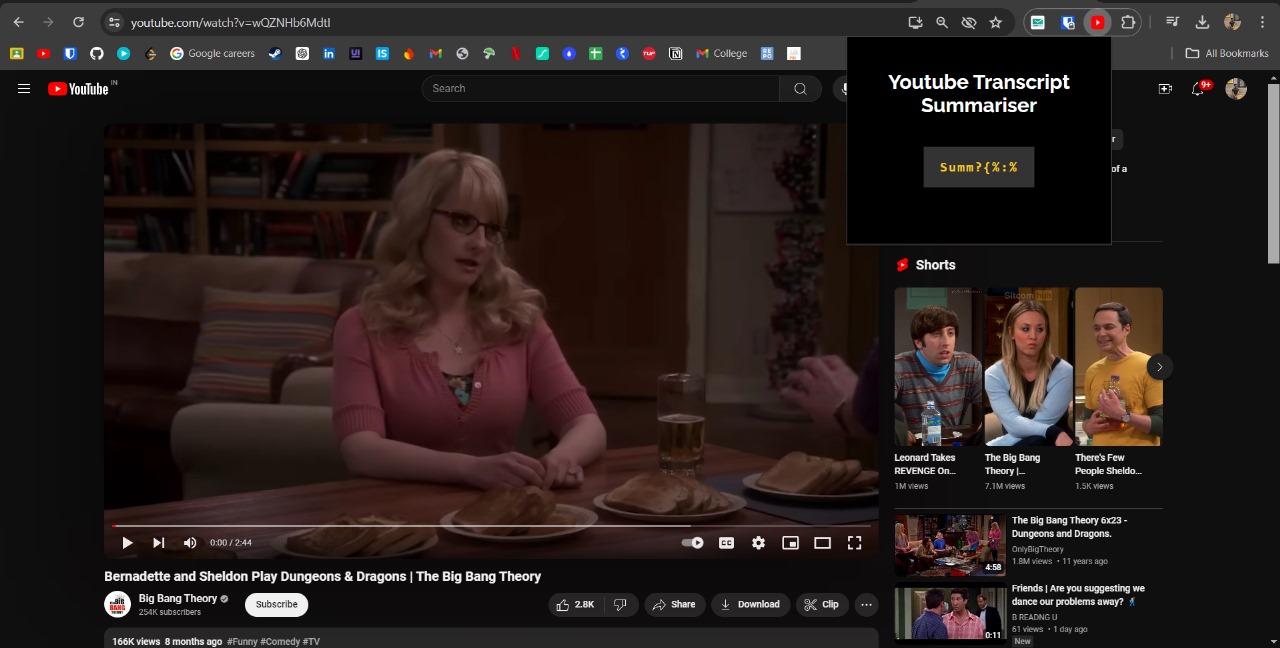 youtube.com/watch?v=wQZNHb6MdtI
Google careers
College
All Bookmarks
YouTube IN
Search
9+
Youtube Transcript
Summariser
Summ?{%:%
r
of a
Shorts
Leonard Takes
REVENGE On...
1M views
The Big Bang
Theory |...
7.1M views
There's Few
People Sheldo...
1.5K views
0:00 / 2:44
Bernadette and Sheldon Play Dungeons & Dragons | The Big Bang Theory
Big Bang Theory
254K subscribers
Subscribe
2.8K
Share
Download
Clip
166K views 8 months ago #Funny #Comedy #TV
4:58
The Big Bang Theory 6x23 -
Dungeons and Dragons.
OnlyBigTheory
1.8M views • 11 years ago
0:11
Friends | Are you suggesting we
dance our problems away?
B READNG U
61 views • 1 day ago
New